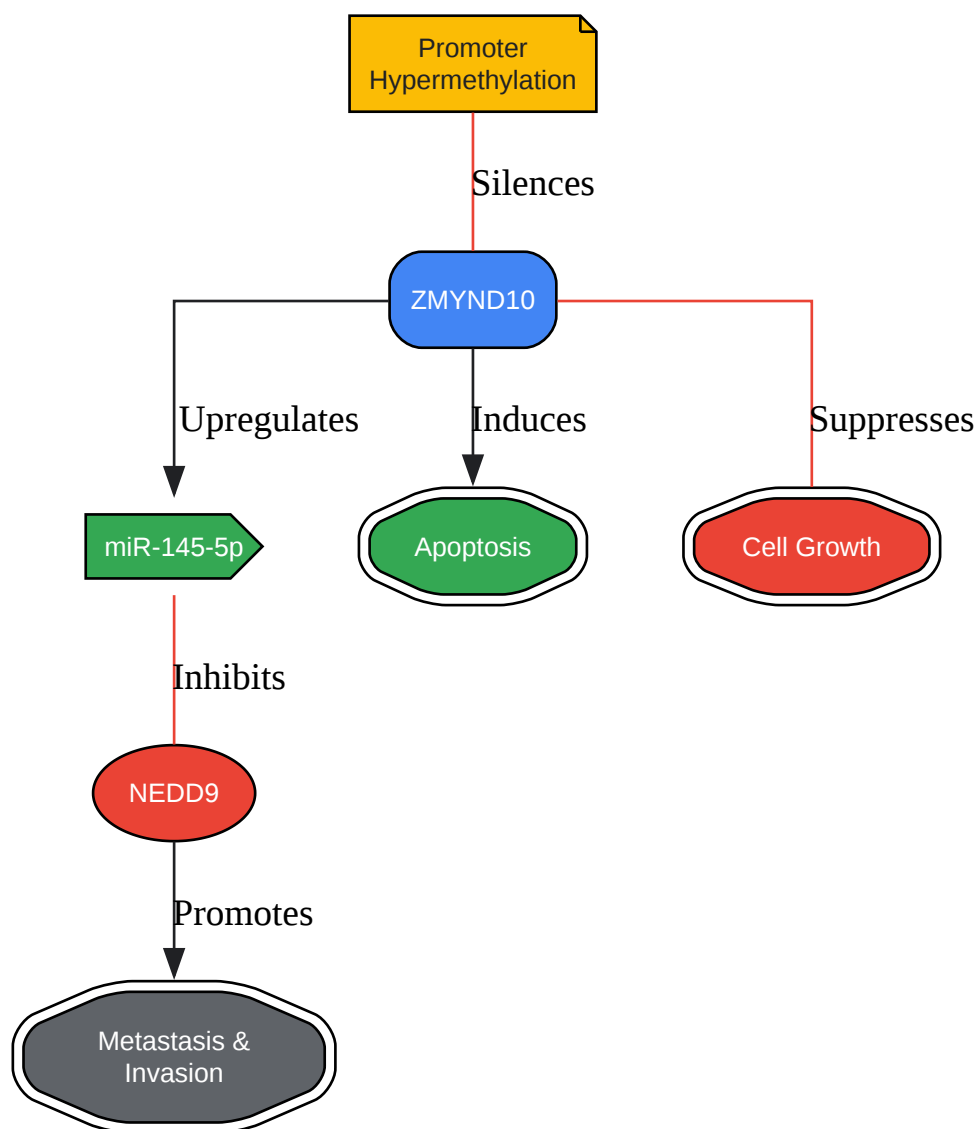 Promoter
Hypermethylation
Silences
ZMYND10
Upregulates
Induces
Suppresses
miR-145-5p
Apoptosis
Cell Growth
Inhibits
NEDD9
Promotes
Metastasis &
Invasion